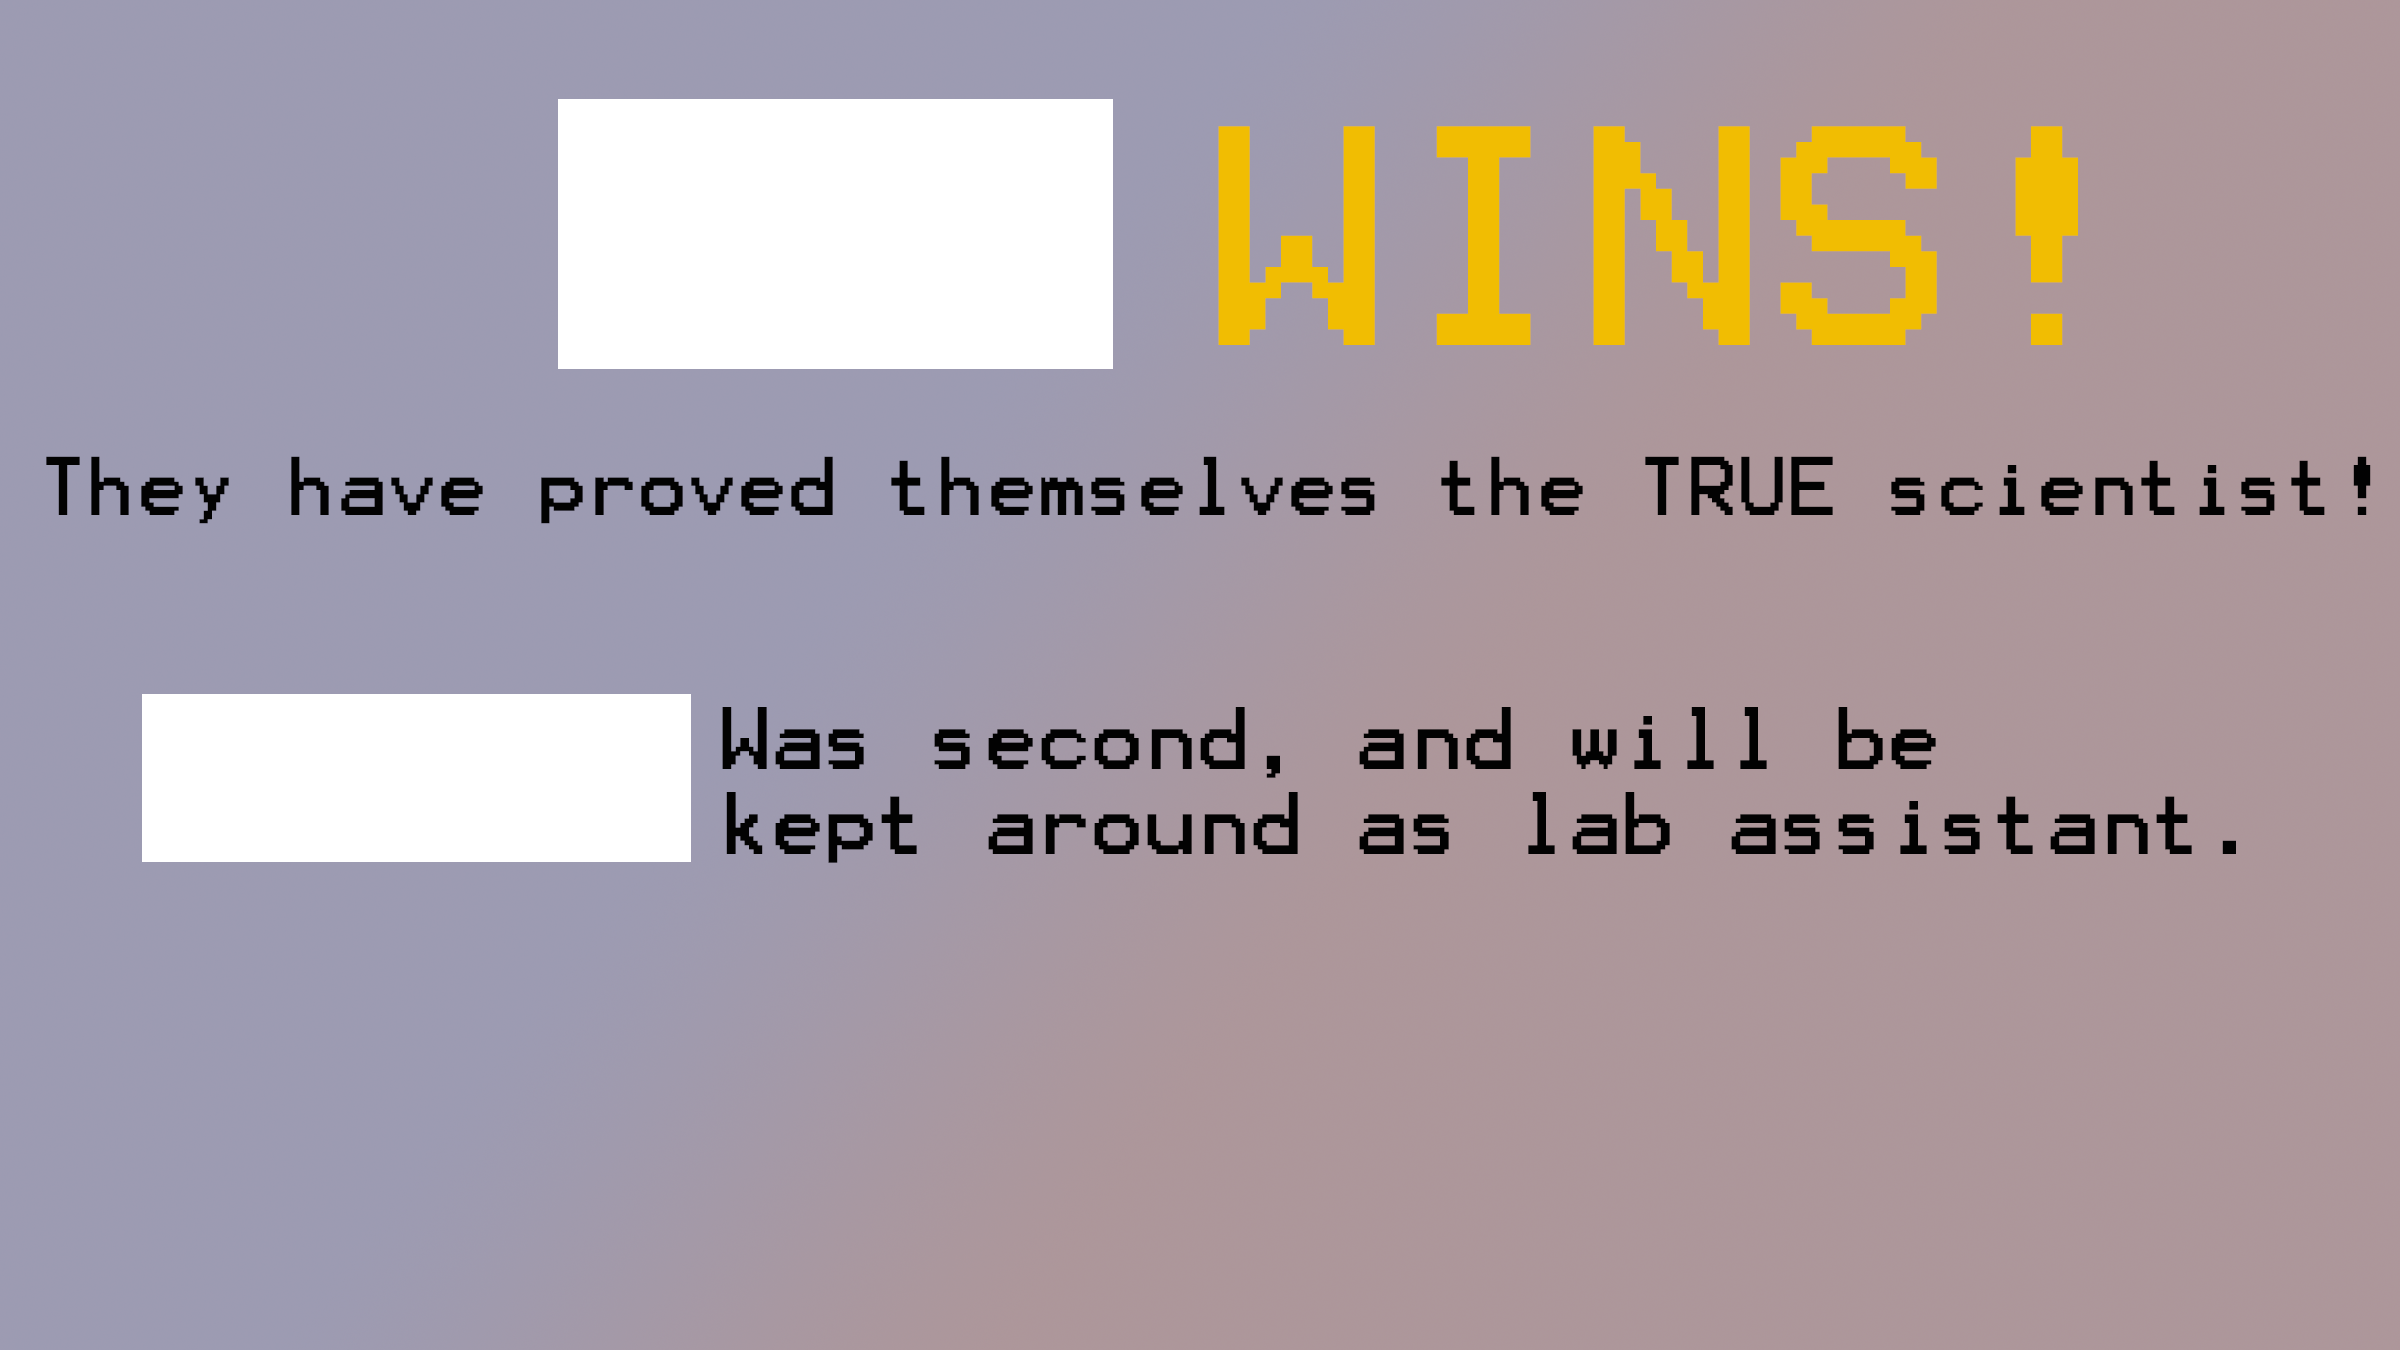 WINS!
They have proved themselves the TRUE scientist!
Was second, and will be
kept around as lab assistant.